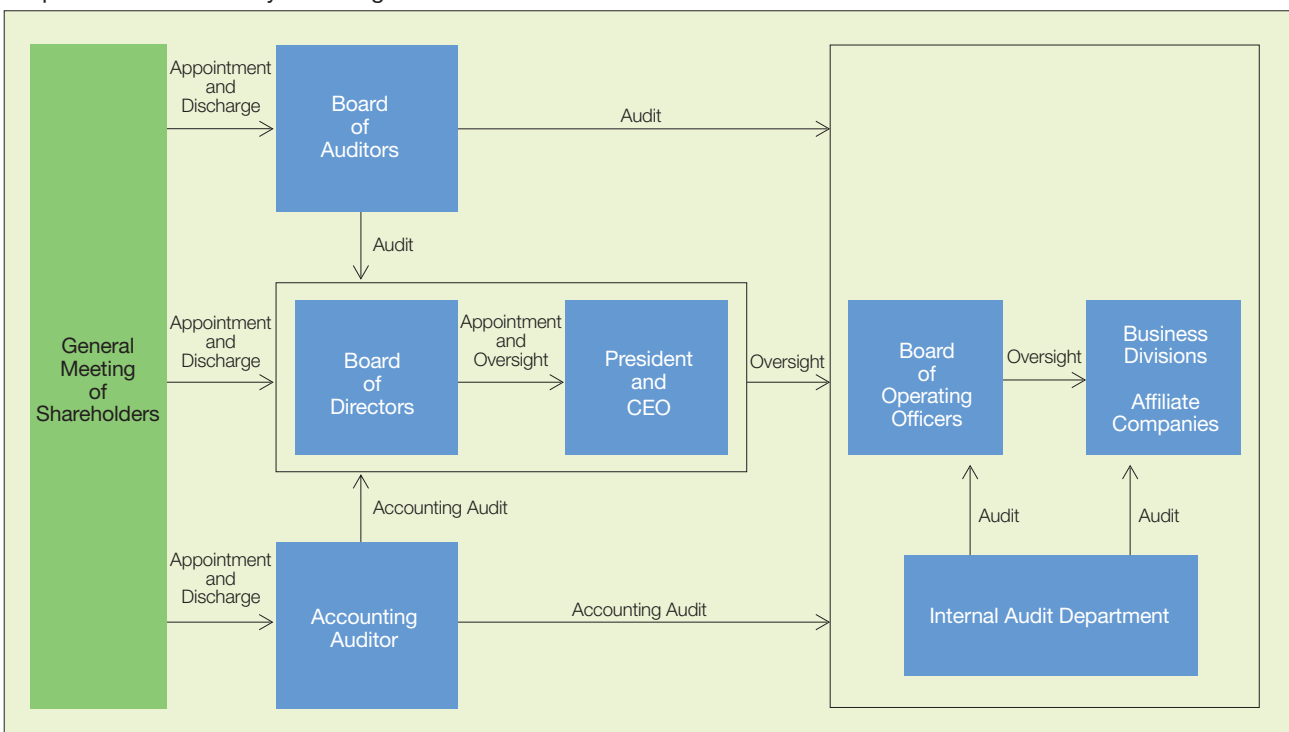 Appointment
and
Discharge
Board
of
Auditors
Audit
Audit
General
Meeting
of
Shareholders
Appointment
and
Discharge
Board
of
Directors
Appointment
and
Oversight
President
and
CEO
Oversight
Board
of
Operating
Officers
Oversight
Business
Divisions
Affiliate
Companies
Accounting Audit
Audit
Audit
Appointment
and
Discharge
Accounting
Auditor
Accounting Audit
Internal Audit Department